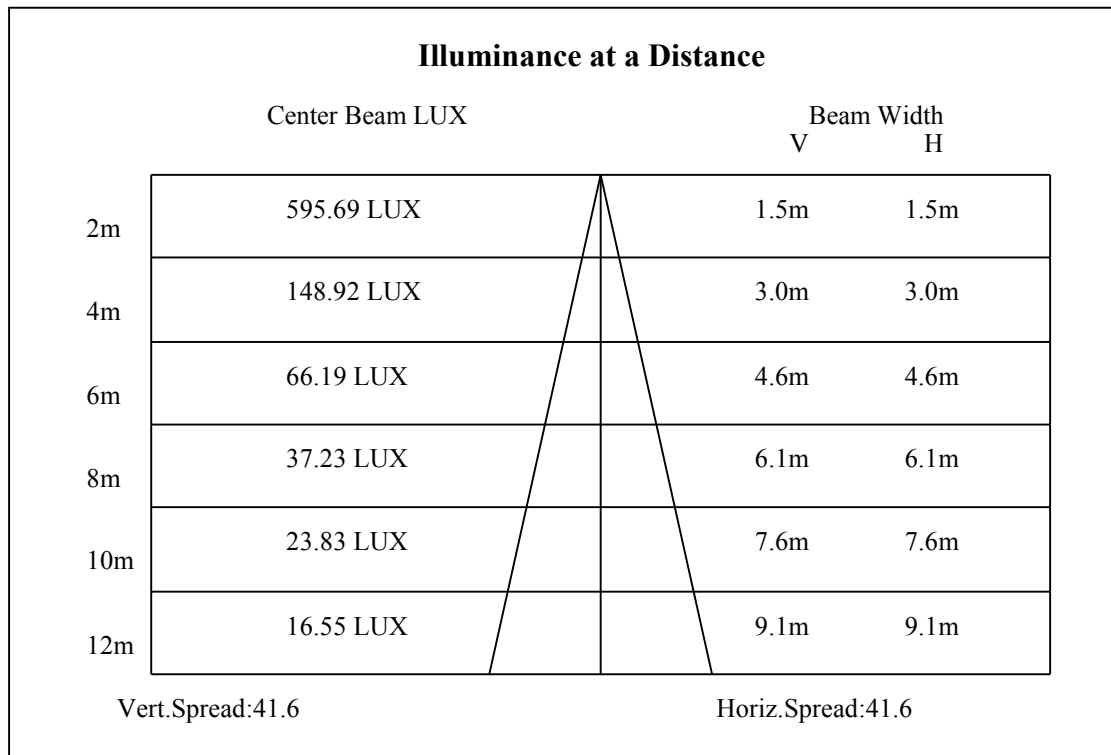 Illuminance at a Distance
Center Beam LUX Beam Width
V H
2m 595.69 LUX 1.5m 1.5m
4m 148.92 LUX 3.0m 3.0m
6m 66.19 LUX 4.6m 4.6m
8m 37.23 LUX 6.1m 6.1m
10m 23.83 LUX 7.6m 7.6m
12m 16.55 LUX 9.1m 9.1m
Vert.Spread:41.6 Horiz.Spread:41.6